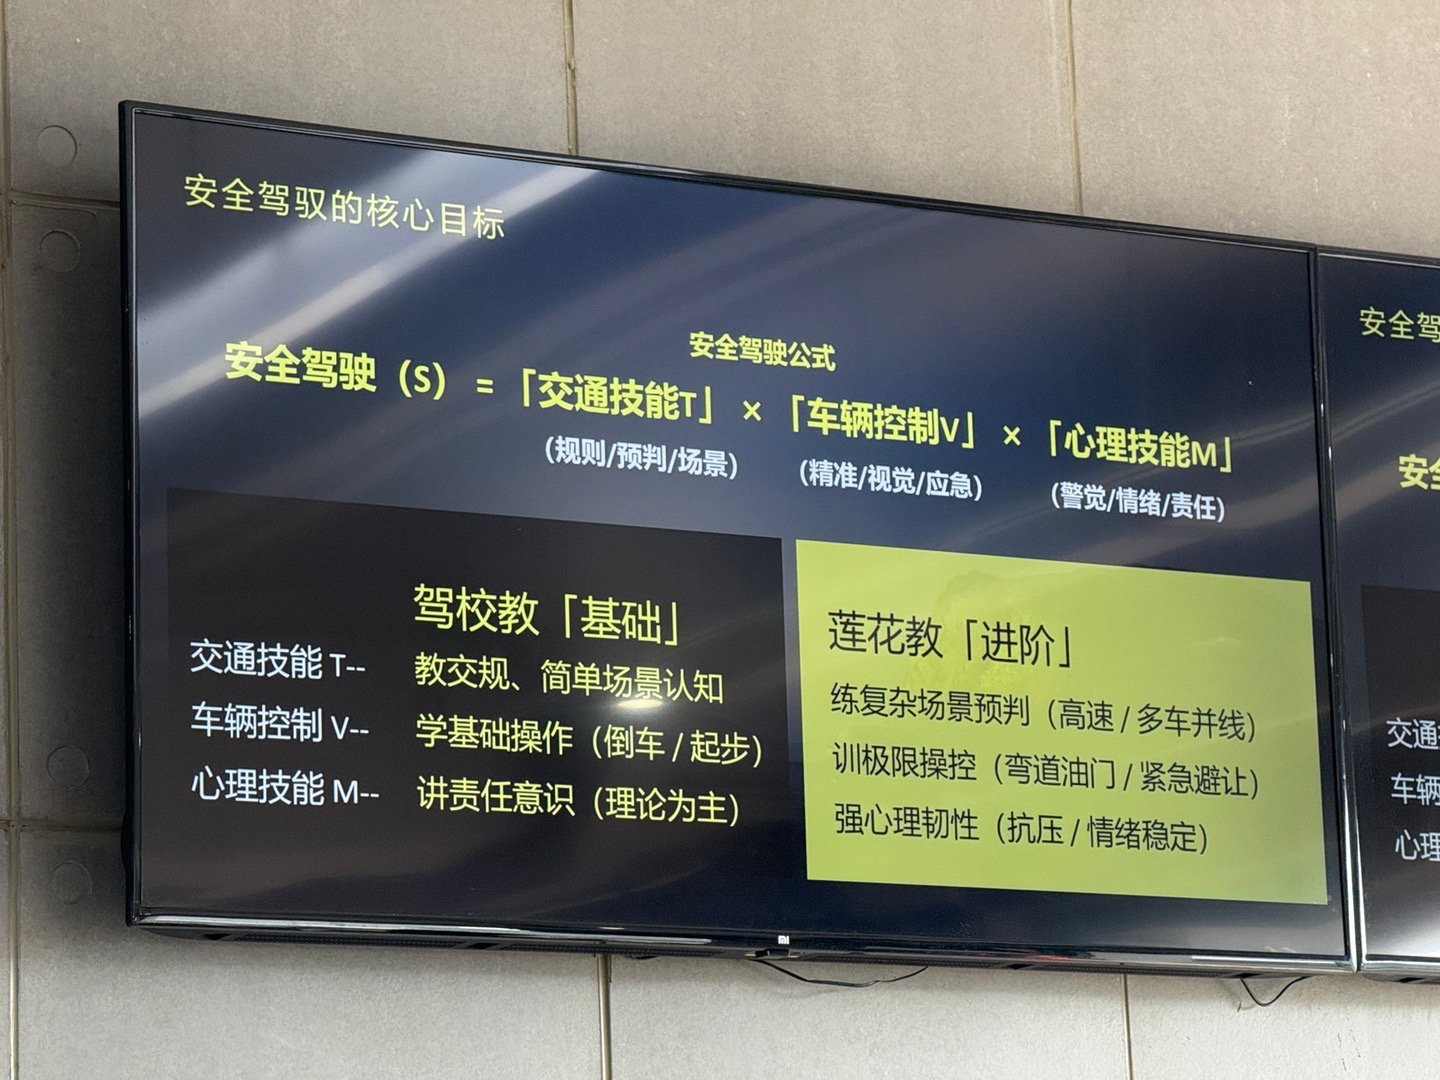 安全驾驭的核心目标
安全驾驶公式
安全驾驶（S） = 「交通技能T」 × 「车辆控制V」 × 「心理技能M」
（规则/预判/场景） （精准/视觉/应急） （警觉/情绪/责任）
驾校教「基础」
交通技能 T-- 教交规、简单场景认知
车辆控制 V-- 学基础操作（倒车 / 起步）
心理技能 M-- 讲责任意识（理论为主）
莲花教「进阶」
练复杂场景预判（高速 / 多车并线）
训极限操控（弯道油门 / 紧急避让）
强心理韧性（抗压 / 情绪稳定）
mi
安全驾
安全
交通
车辆
心理